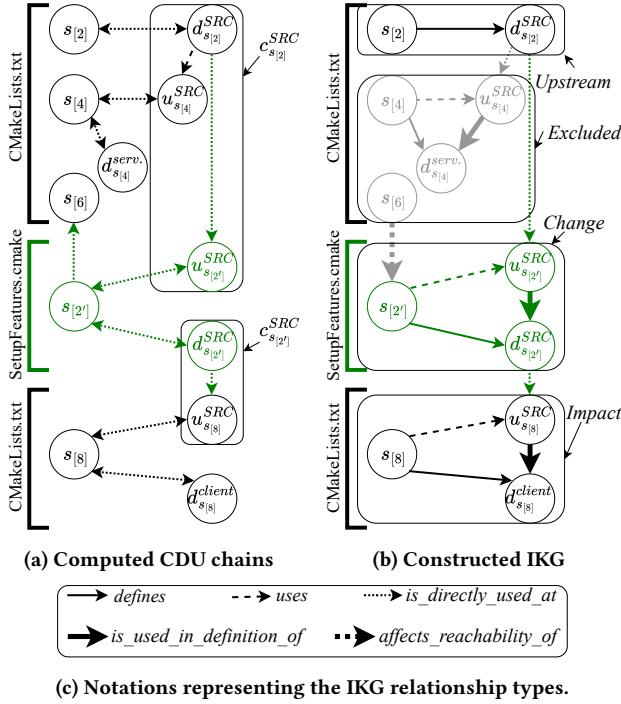 CMakeLists.txt
s[2]
d^{SRC}_{s[2]}
c^{SRC}_{s[2]}
s[4]
u^{SRC}_{s[4]}
d^{serv.}_{s[4]}
s[6]
SetupFeatures.cmake
u^{SRC}_{s[2']}
s[2']
d^{SRC}_{s[2']}
c^{SRC}_{s[2']}
CMakeLists.txt
u^{SRC}_{s[8]}
s[8]
d^{client}_{s[8]}
(a) Computed CDU chains
CMakeLists.txt
s[2]
d^{SRC}_{s[2]}
Upstream
s[4]
u^{SRC}_{s[4]}
Excluded
d^{serv.}_{s[4]}
s[6]
Change
SetupFeatures.cmake
u^{SRC}_{s[2']}
s[2']
d^{SRC}_{s[2']}
CMakeLists.txt
u^{SRC}_{s[8]}
Impact
s[8]
d^{client}_{s[8]}
(b) Constructed IKG
defines uses is_directly_used_at
is_used_in_definition_of affects_reachability_of
(c) Notations representing the IKG relationship types.